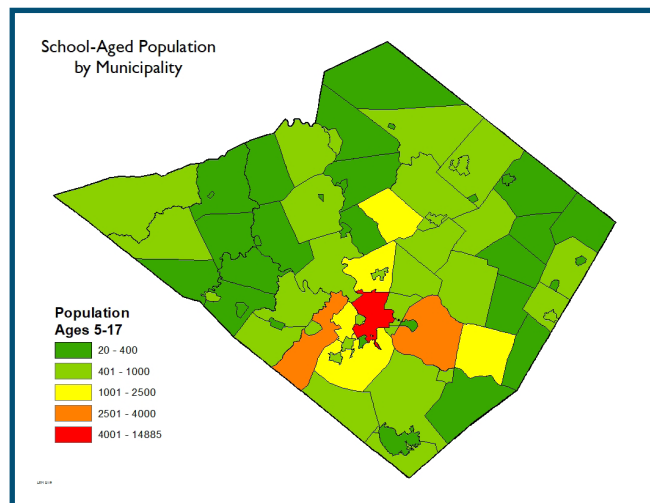 School-Aged Population
by Municipality
Population
Ages 5-17
20 - 400
401 - 1000
1001 - 2500
2501 - 4000
4001 - 14885